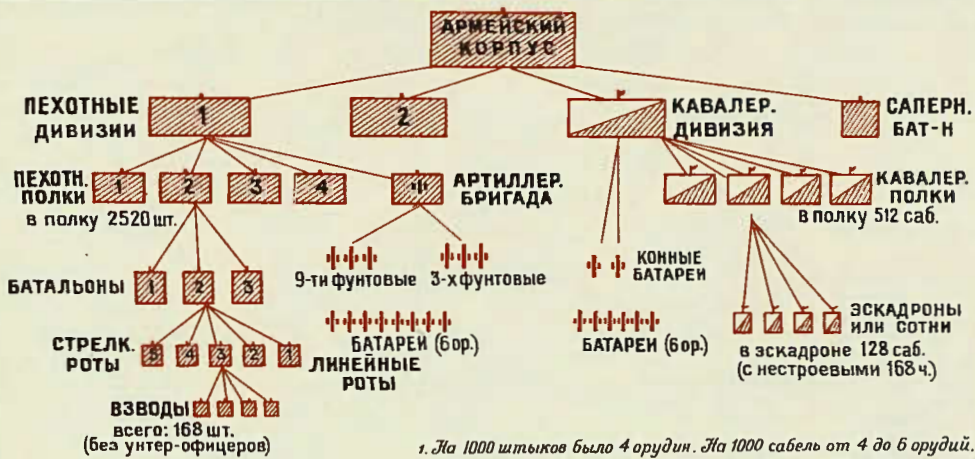 АРМЕЙСКИЙ
КОРПУС
ПЕХОТНЫЕ
ДИВИЗИИ
1
2
КАВАЛЕР.
ДИВИЗИЯ
САПЕРН.
БАТ-Н
ПЕХОТН.
ПОЛКИ
в полку 2520 шт.
1
2
3
4
АРТИЛЛЕР.
БРИГАДА
КАВАЛЕР.
ПОЛКИ
в полку 512 саб.
9-ти фунтовые
3-х фунтовые
КОННЫЕ
БАТАРЕИ
БАТАЛЬОНЫ
1
2
3
БАТАРЕИ (6 ор.)
БАТАРЕИ (6 ор.)
ЭСКАДРОНЫ
ИЛИ СОТНИ
в эскадроне 128 саб.
(с нестроевыми 168 ч.)
СТРЕЛК.
РОТЫ
5
4
3
2
1
ЛИНЕЙНЫЕ
РОТЫ
ВЗВОДЫ
всего: 168 шт.
(без унтер-офицеров)
1. На 1000 штыков было 4 орудия. На 1000 сабель от 4 до 6 орудий.